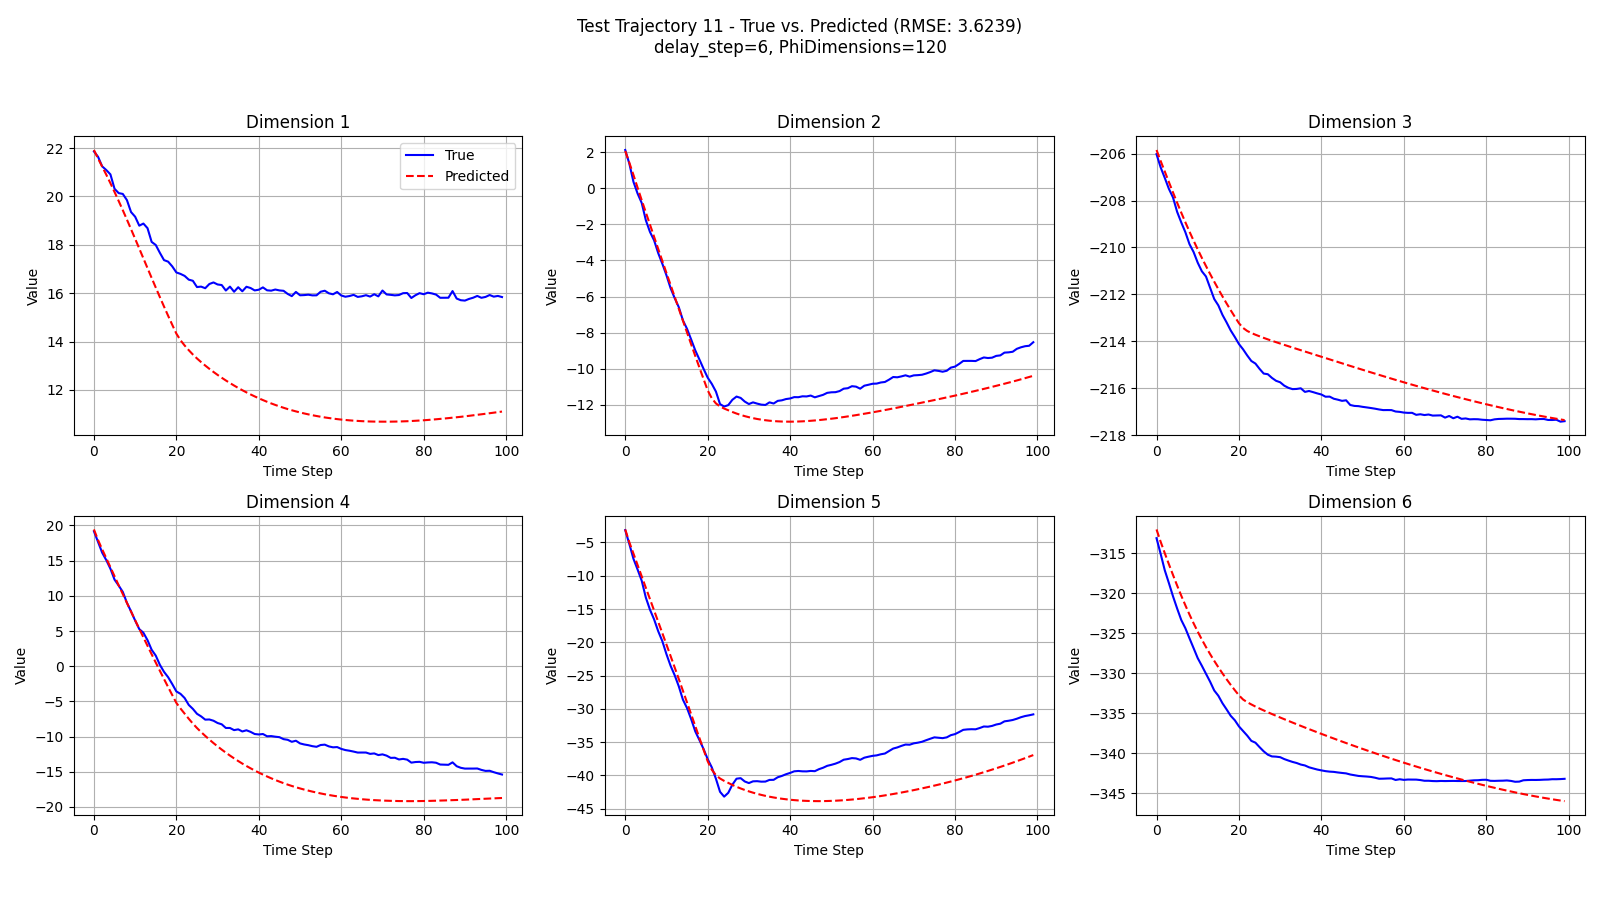 Test Trajectory 11 - True vs. Predicted (RMSE: 3.6239)
delay_step=6, PhiDimensions=120
Dimension 1
22
20
18
16
14
12
0 20 40 60 80 100
Value
Time Step
True
Predicted
Dimension 2
2
0
−2
−4
−6
−8
−10
−12
0 20 40 60 80 100
Value
Time Step
Dimension 3
−206
−208
−210
−212
−214
−216
−218
0 20 40 60 80 100
Value
Time Step
Dimension 4
20
15
10
5
0
−5
−10
−15
−20
0 20 40 60 80 100
Value
Time Step
Dimension 5
−5
−10
−15
−20
−25
−30
−35
−40
−45
0 20 40 60 80 100
Value
Time Step
Dimension 6
−315
−320
−325
−330
−335
−340
−345
0 20 40 60 80 100
Value
Time Step